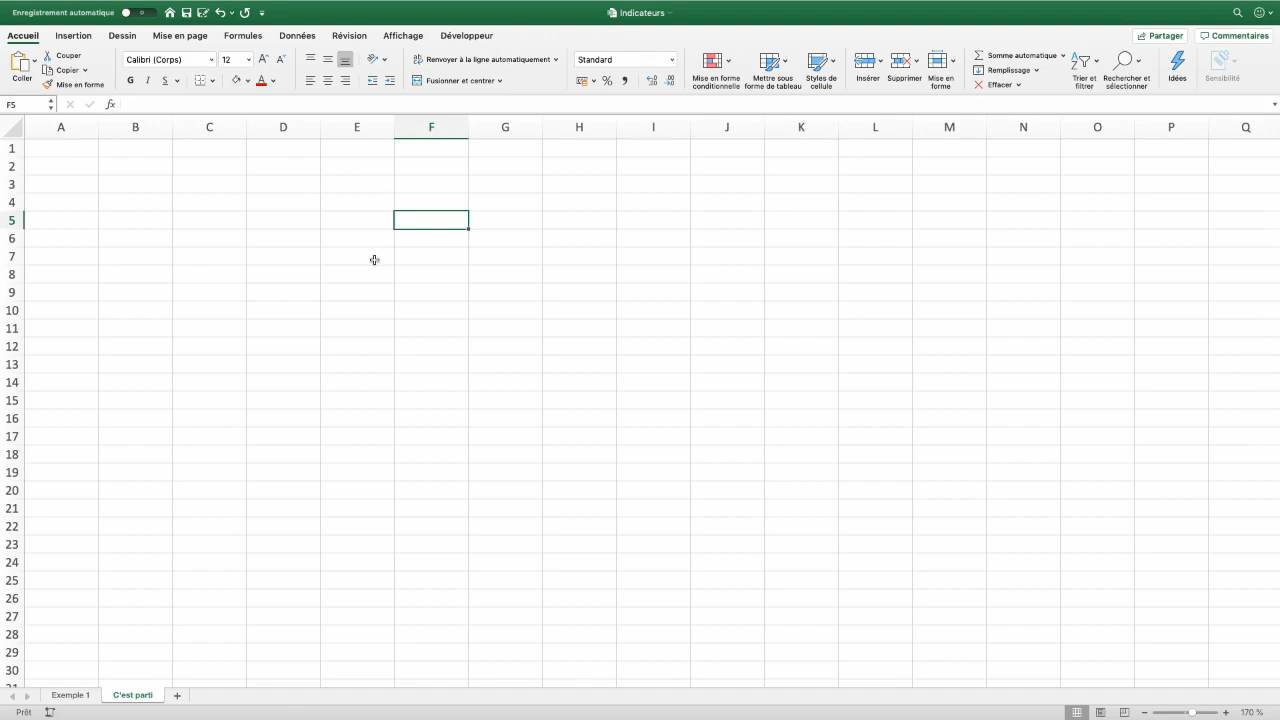 Enregistrement automatique
Indicateurs
Accueil Insertion Dessin Mise en page Formules Données Révision Affichage Développeur
Partager Commentaires
Coller
Couper
Copier
Mise en forme
Calibri (Corps)
G I S
Renvoyer à la ligne automatiquement
Fusionner et centrer
Standard
Mise en forme conditionnelle
Mettre sous forme de tableau
Styles de cellule
Insérer
Supprimer
Mise en forme
Somme automatique
Remplissage
Effacer
Trier et filtrer
Rechercher et sélectionner
Idées
Sensibilité
F5 fx
A B C D E F G H I J K L M N O P Q
1
2
3
4
5
6
7
8
9
10
11
12
13
14
15
16
17
18
19
20
21
22
23
24
25
26
27
28
29
30
31
Exemple 1 C'est parti +
Prêt
170 %